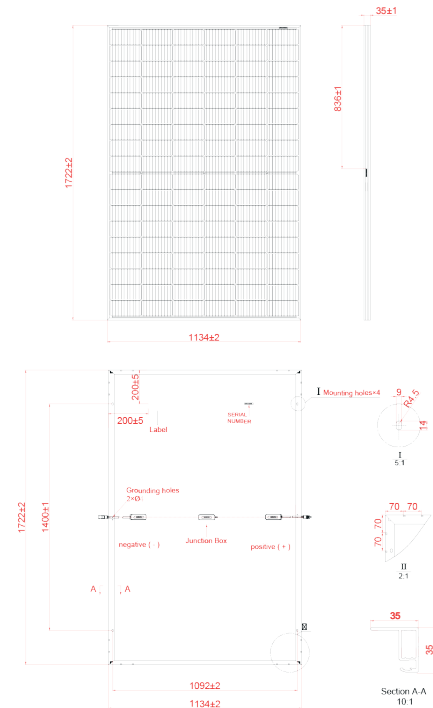 35±1
836±1
1722±2
1134±2
200±5
200±5
Label
SERIAL
NUMBER
I Mounting holes×4
9
R4.5
14
I
5:1
1722±2
1400±1
Grounding holes
2×Ø
negative ( )
Junction Box
positive ( + )
70 70
70 70
II
2:1
A A
35
35
Section A-A
10:1
1092±2
1134±2